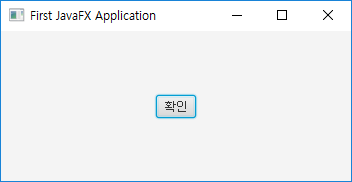 First JavaFX Application
확인